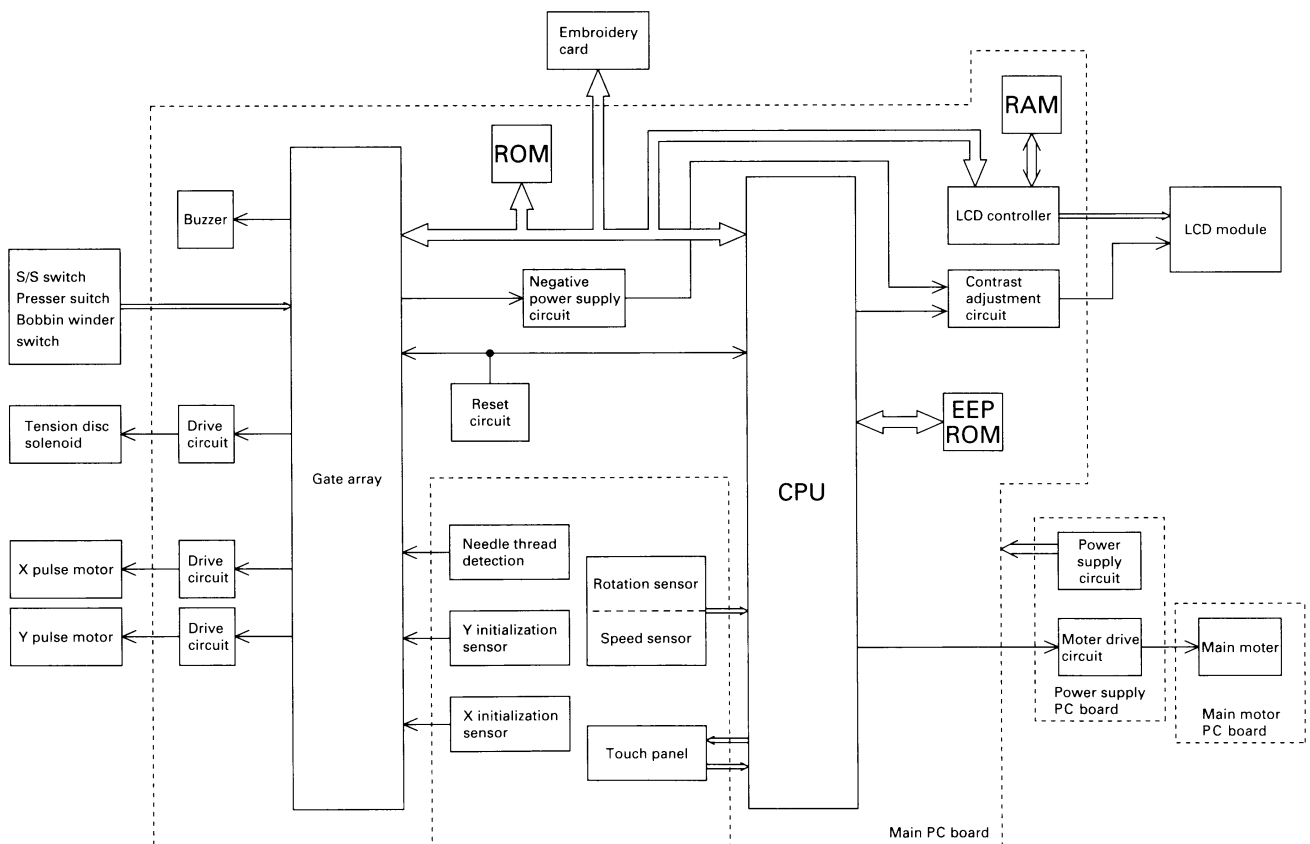 Embroidery
card
RAM
ROM
Buzzer
LCD controller
LCD module
S/S switch
Presser suitch
Bobbin winder
switch
Negative
power supply
circuit
Contrast
adjustment
circuit
Reset
circuit
EEP
ROM
Tension disc
solenoid
Drive
circuit
Gate array
CPU
Needle thread
detection
Rotation sensor
Speed sensor
Power
supply
circuit
X pulse motor
Drive
circuit
Y pulse motor
Drive
circuit
Y initialization
sensor
Moter drive
circuit
Main moter
Power supply
PC board
X initialization
sensor
Main motor
PC board
Touch panel
Main PC board